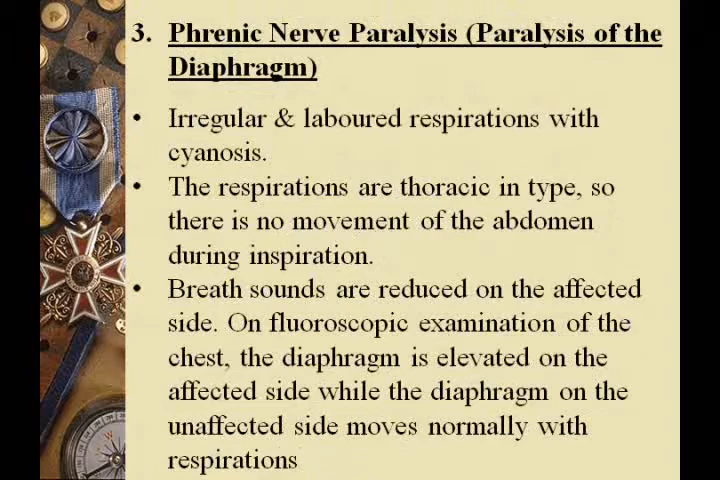 3. Phrenic Nerve Paralysis (Paralysis of the
Diaphragm)
• Irregular & laboured respirations with
cyanosis.
• The respirations are thoracic in type, so
there is no movement of the abdomen
during inspiration.
• Breath sounds are reduced on the affected
side. On fluoroscopic examination of the
chest, the diaphragm is elevated on the
affected side while the diaphragm on the
unaffected side moves normally with
respirations